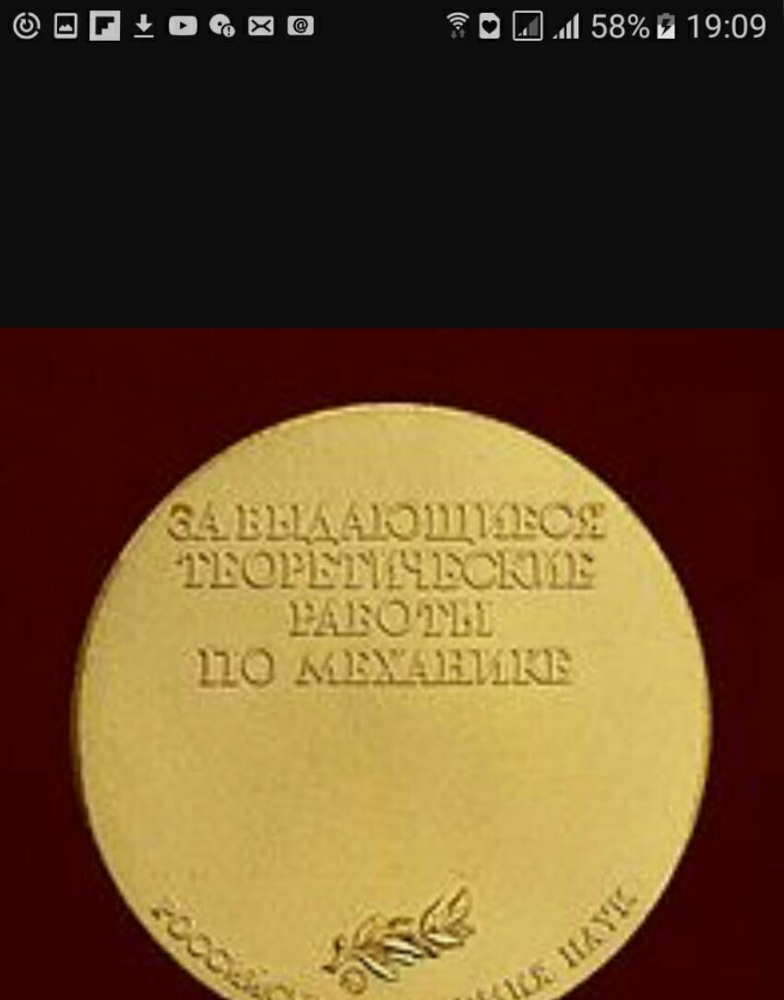 58% 19:09
ЗА ВЫДАЮЩИЕСЯ
ТЕОРЕТИЧЕСКИЕ
РАБОТЫ
ПО МЕХАНИКЕ
НАУК